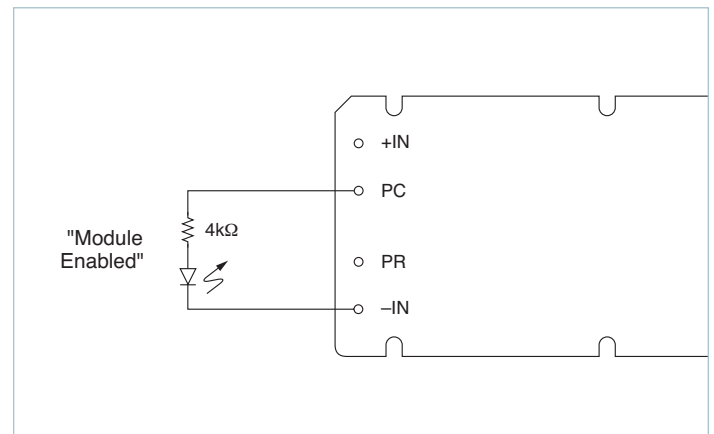 +IN
PC
"Module
Enabled"
4kΩ
PR
–IN